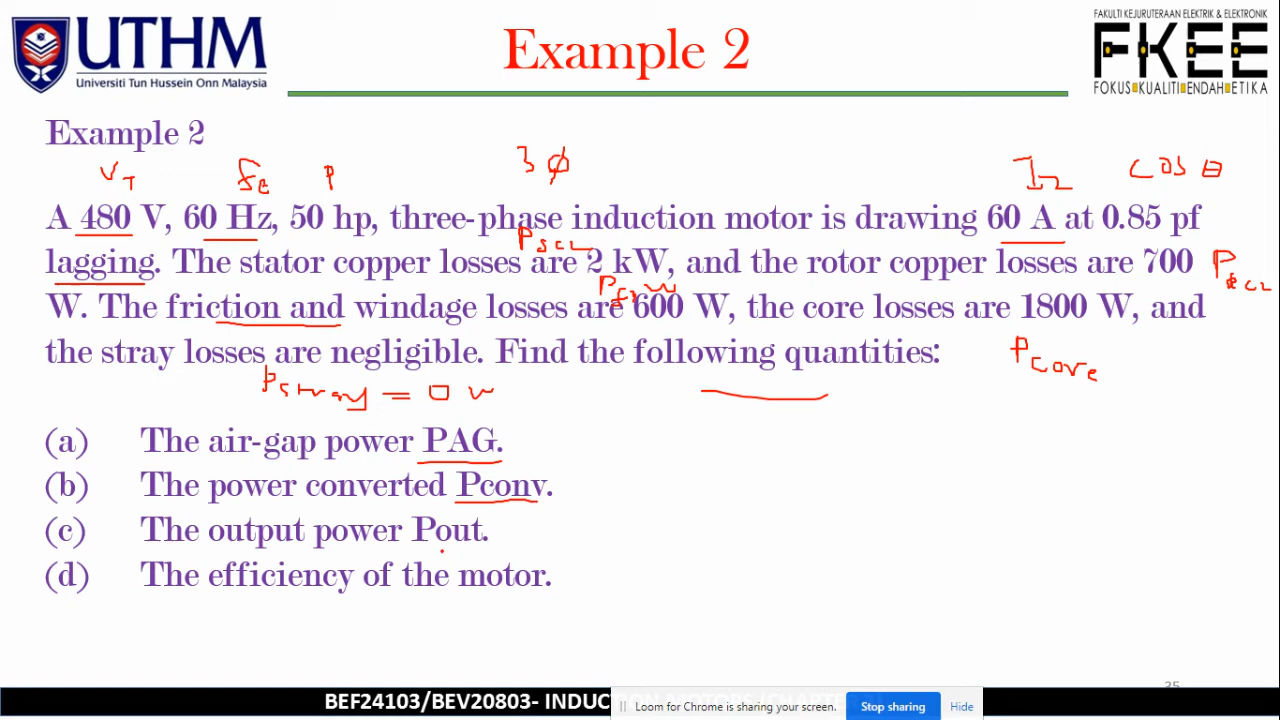 UTHM
Universiti Tun Hussein Onn Malaysia
Example 2
FAKULTI KEJURUTERAAN ELEKTRIK & ELEKTRONIK
FKEE
FOKUS KUALITI ENDAH ETIKA
Example 2
VT fe P 3φ IL cos θ
A 480 V, 60 Hz, 50 hp, three-phase induction motor is drawing 60 A at 0.85 pf
PSCL
lagging. The stator copper losses are 2 kW, and the rotor copper losses are 700 PRCL
PF&W
W. The friction and windage losses are 600 W, the core losses are 1800 W, and
the stray losses are negligible. Find the following quantities: Pcore
Pstray = 0 W
(a) The air-gap power PAG.
(b) The power converted Pconv.
(c) The output power Pout.
(d) The efficiency of the motor.
BEF24103/BEV20803- INDUCTION MOTORS (CHAPTER
Loom for Chrome is sharing your screen. Stop sharing Hide